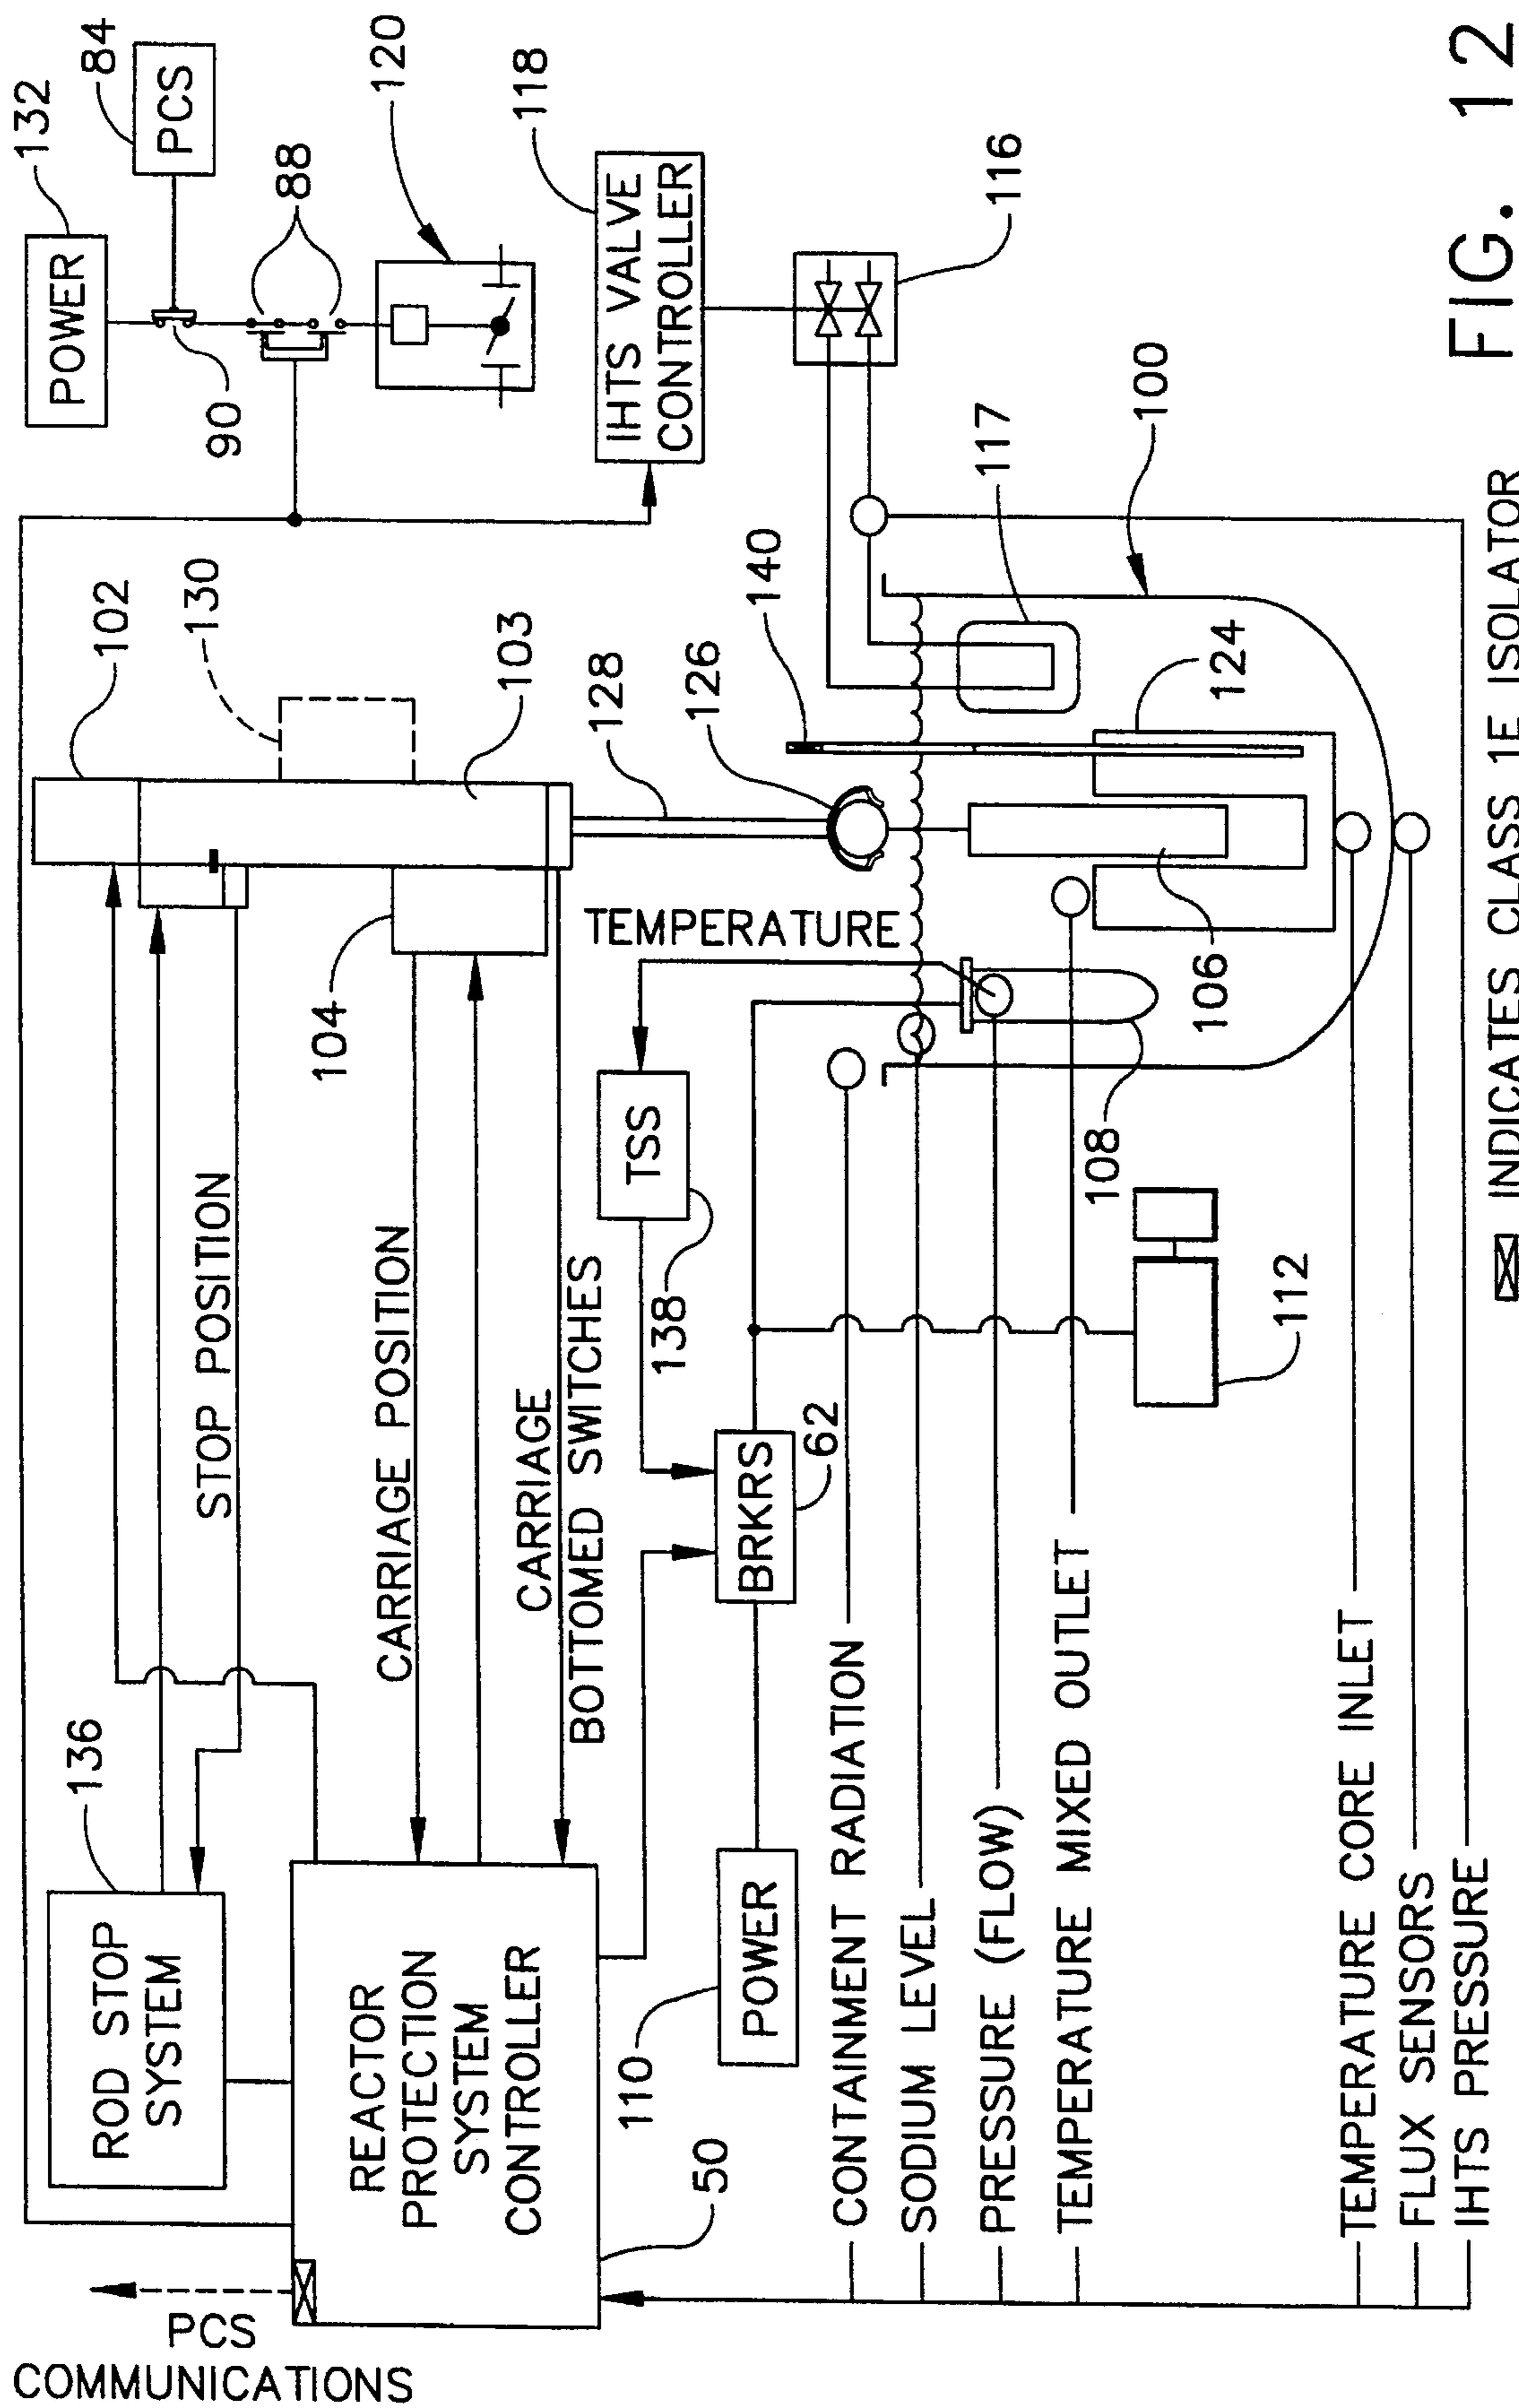 PCS
COMMUNICATIONS
136
ROD STOP
SYSTEM
STOP POSITION
102
130
103
POWER
132
PCS
84
90
88
120
REACTOR
PROTECTION
SYSTEM
CONTROLLER
50
CARRIAGE POSITION
CARRIAGE
BOTTOMED SWITCHES
104
128
126
140
IHTS VALVE
CONTROLLER
118
116
117
100
TEMPERATURE
TSS
138
BRKRS
62
POWER
110
112
108
106
124
CONTAINMENT RADIATION
SODIUM LEVEL
PRESSURE (FLOW)
TEMPERATURE MIXED OUTLET
TEMPERATURE CORE INLET
FLUX SENSORS
IHTS PRESSURE
INDICATES CLASS 1E ISOLATOR
FIG. 12